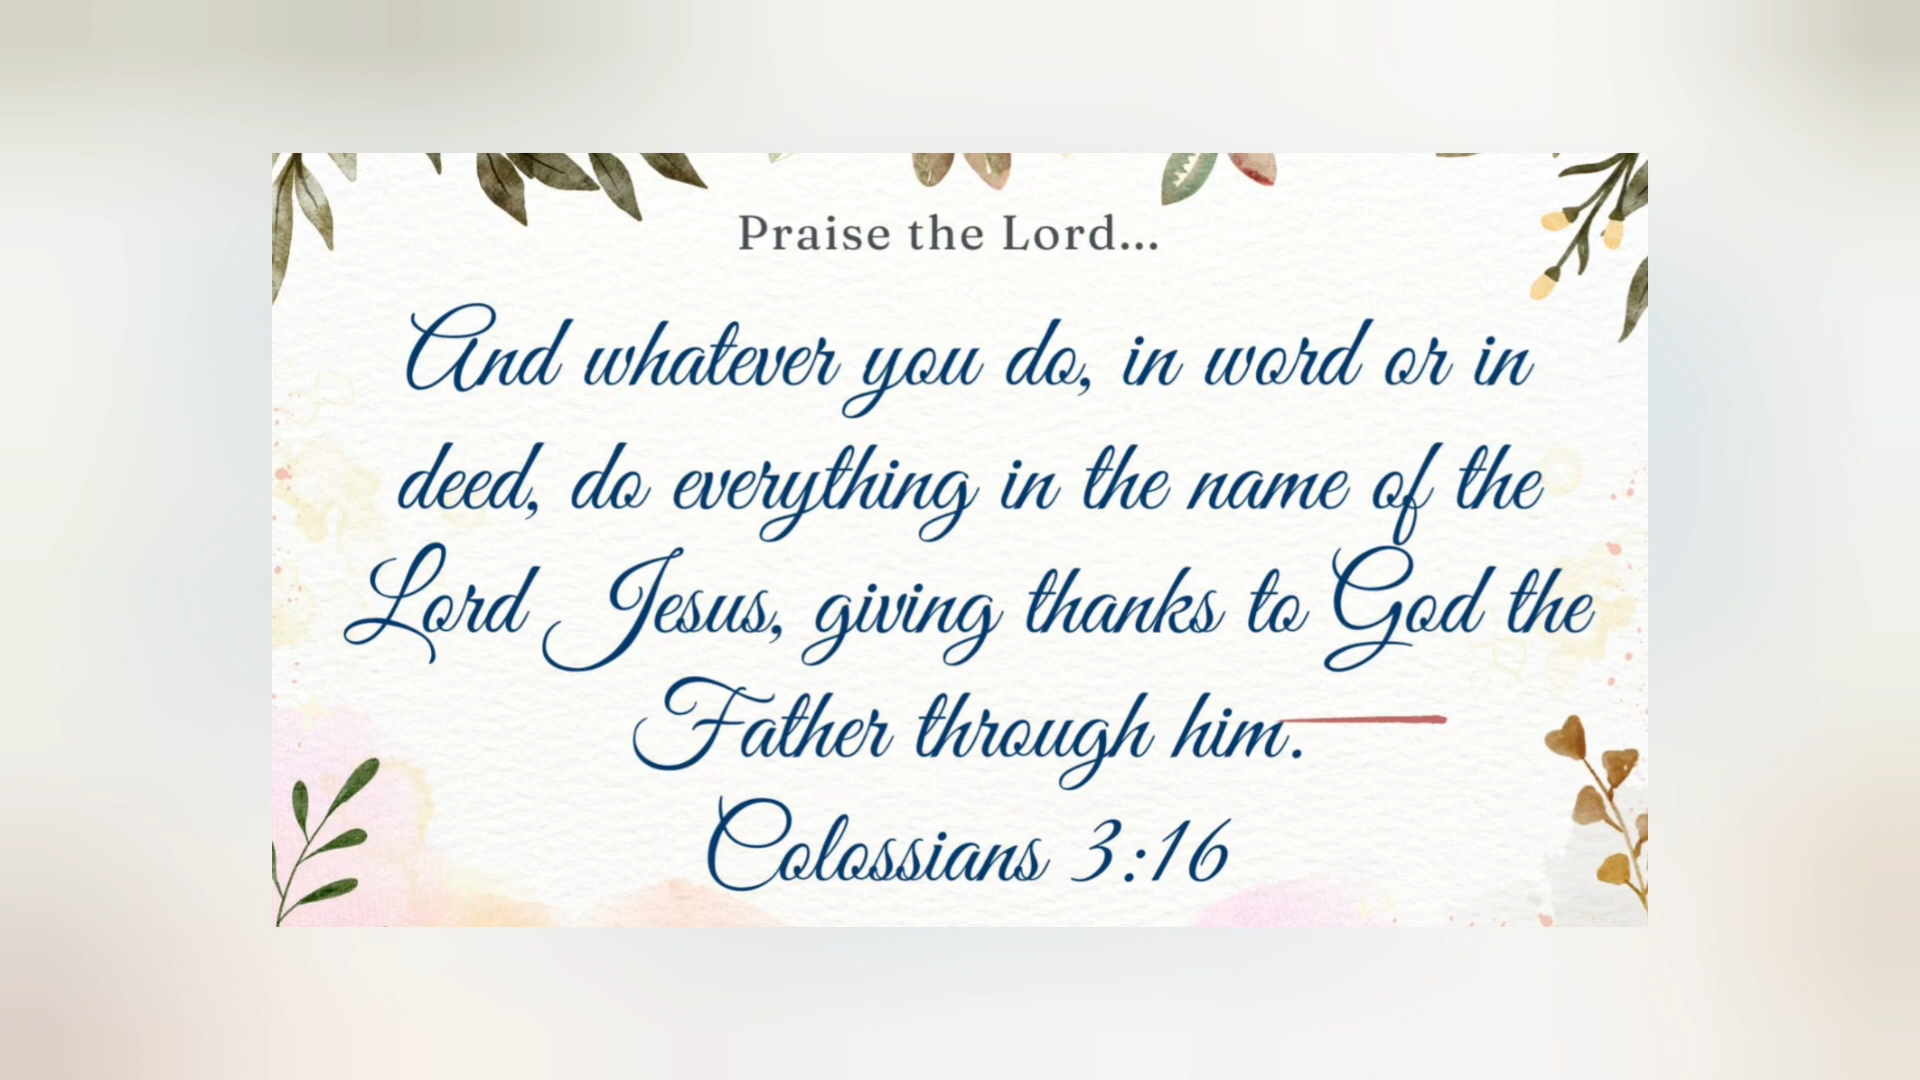 Praise the Lord...
And whatever you do, in word or in
deed, do everything in the name of the
Lord Jesus, giving thanks to God the
Father through him.
Colossians 3:16